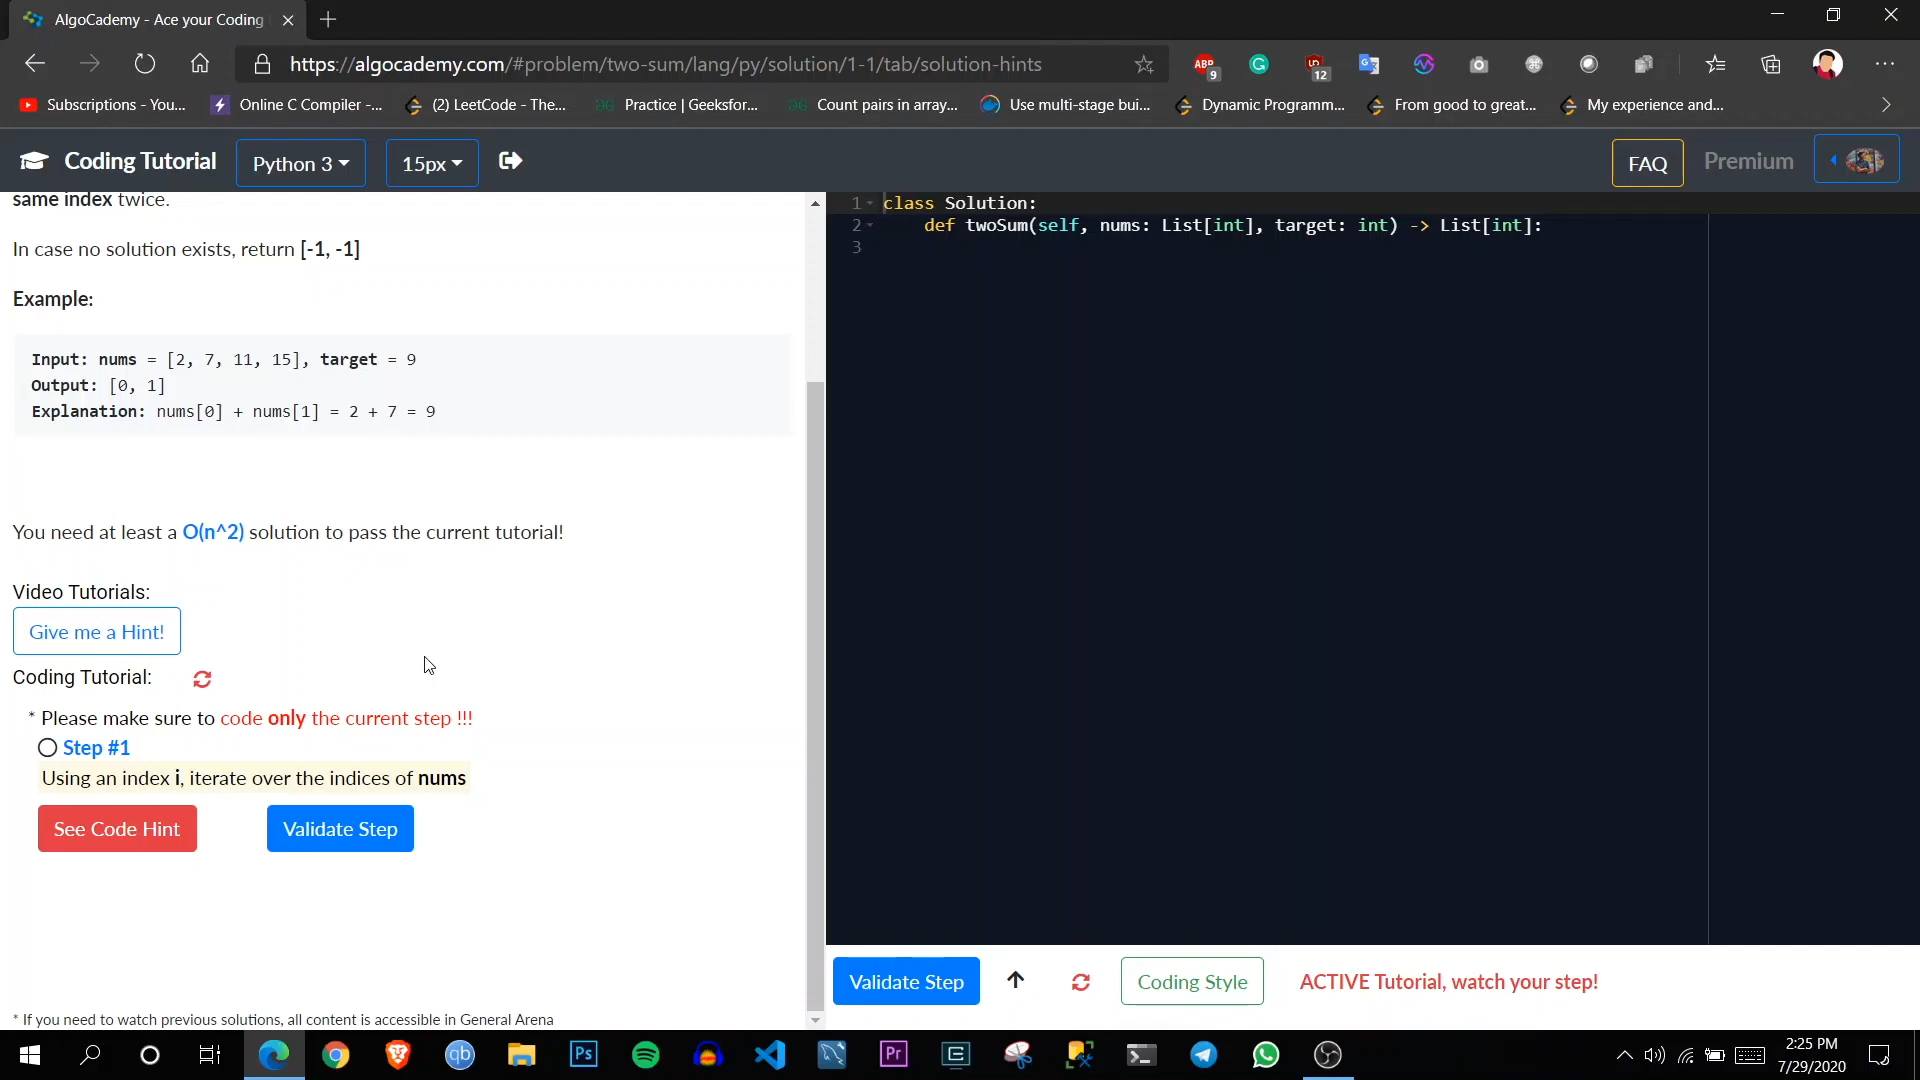 AlgoCademy - Ace your Coding
https://algocademy.com/#problem/two-sum/lang/py/solution/1-1/tab/solution-hints
ABP
9
12
Subscriptions - You...
Online C Compiler -...
(2) LeetCode - The...
Practice | Geeksfor...
Count pairs in array...
Use multi-stage bui...
Dynamic Programm...
From good to great...
My experience and...
Coding Tutorial
Python 3
15px
FAQ
Premium
same index twice.
In case no solution exists, return [-1, -1]
Example:
Input: nums = [2, 7, 11, 15], target = 9
Output: [0, 1]
Explanation: nums[0] + nums[1] = 2 + 7 = 9
You need at least a O(n^2) solution to pass the current tutorial!
Video Tutorials:
Give me a Hint!
Coding Tutorial:
* Please make sure to code only the current step !!!
Step #1
Using an index i, iterate over the indices of nums
See Code Hint
Validate Step
* If you need to watch previous solutions, all content is accessible in General Arena
1 class Solution:
2 def twoSum(self, nums: List[int], target: int) -> List[int]:
3
Validate Step
Coding Style
ACTIVE Tutorial, watch your step!
qb
Ps
Pr
2:25 PM
7/29/2020